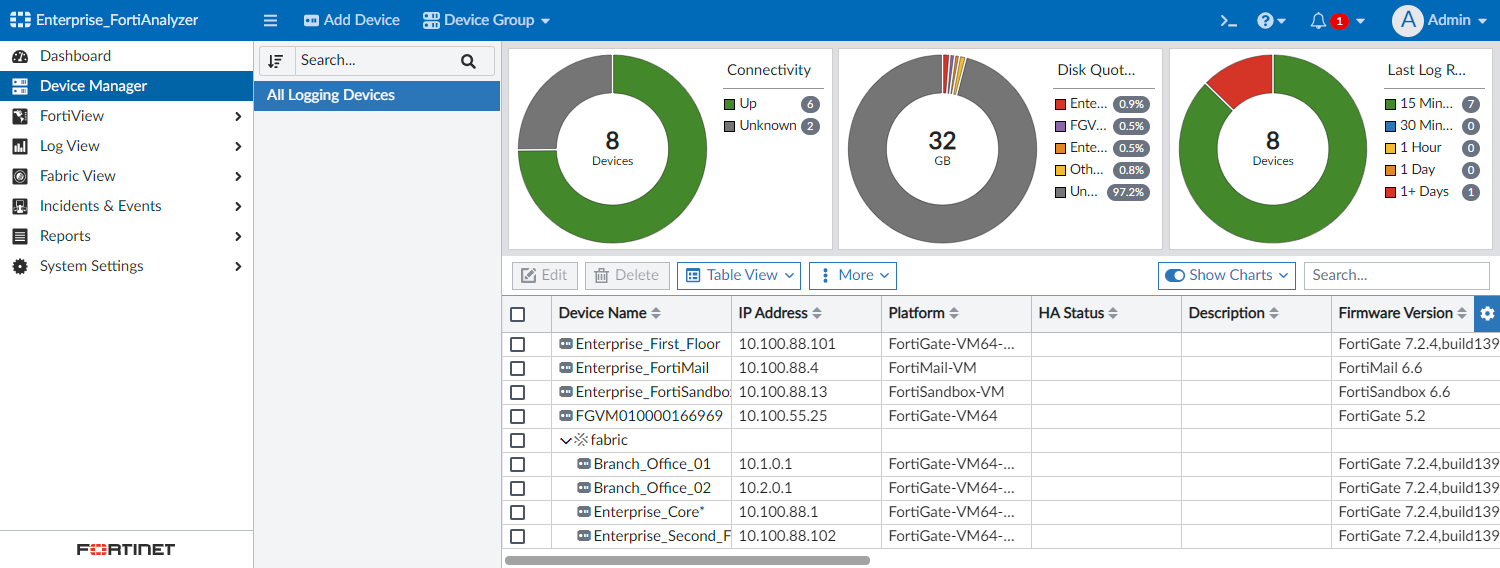 Enterprise_FortiAnalyzer
Add Device
Device Group
1
A
Admin
Dashboard
Device Manager
FortiView
Log View
Fabric View
Incidents & Events
Reports
System Settings
FORTINET
Search...
All Logging Devices
8
Devices
Connectivity
Up 6
Unknown 2
32
GB
Disk Quot...
Ente... 0.9%
FGV... 0.5%
Ente... 0.5%
Oth... 0.8%
Un... 97.2%
8
Devices
Last Log R...
15 Min... 7
30 Min... 0
1 Hour 0
1 Day 0
1+ Days 1
Edit Delete Table View More Show Charts Search...
Device Name IP Address Platform HA Status Description Firmware Version
Enterprise_First_Floor 10.100.88.101 FortiGate-VM64-... FortiGate 7.2.4,build139
Enterprise_FortiMail 10.100.88.4 FortiMail-VM FortiMail 6.6
Enterprise_FortiSandbo 10.100.88.13 FortiSandbox-VM FortiSandbox 6.6
FGVM010000166969 10.100.55.25 FortiGate-VM64 FortiGate 5.2
fabric
Branch_Office_01 10.1.0.1 FortiGate-VM64-... FortiGate 7.2.4,build139
Branch_Office_02 10.2.0.1 FortiGate-VM64-... FortiGate 7.2.4,build139
Enterprise_Core* 10.100.88.1 FortiGate-VM64-... FortiGate 7.2.4,build139
Enterprise_Second_F 10.100.88.102 FortiGate-VM64-... FortiGate 7.2.4,build139